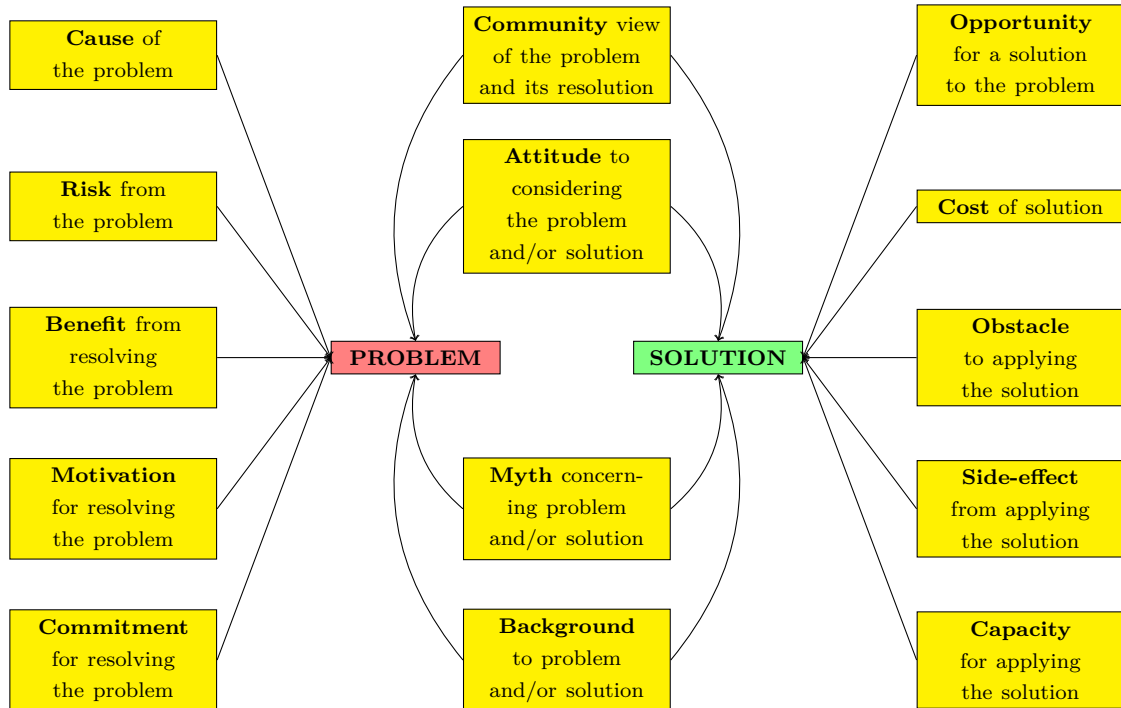 Cause of
the problem
Community view
of the problem
and its resolution
Opportunity
for a solution
to the problem
Attitude to
considering
the problem
and/or solution
Risk from
the problem
Cost of solution
Benefit from
resolving
the problem
PROBLEM
SOLUTION
Obstacle
to applying
the solution
Motivation
for resolving
the problem
Myth concern-
ing problem
and/or solution
Side-effect
from applying
the solution
Commitment
for resolving
the problem
Background
to problem
and/or solution
Capacity
for applying
the solution